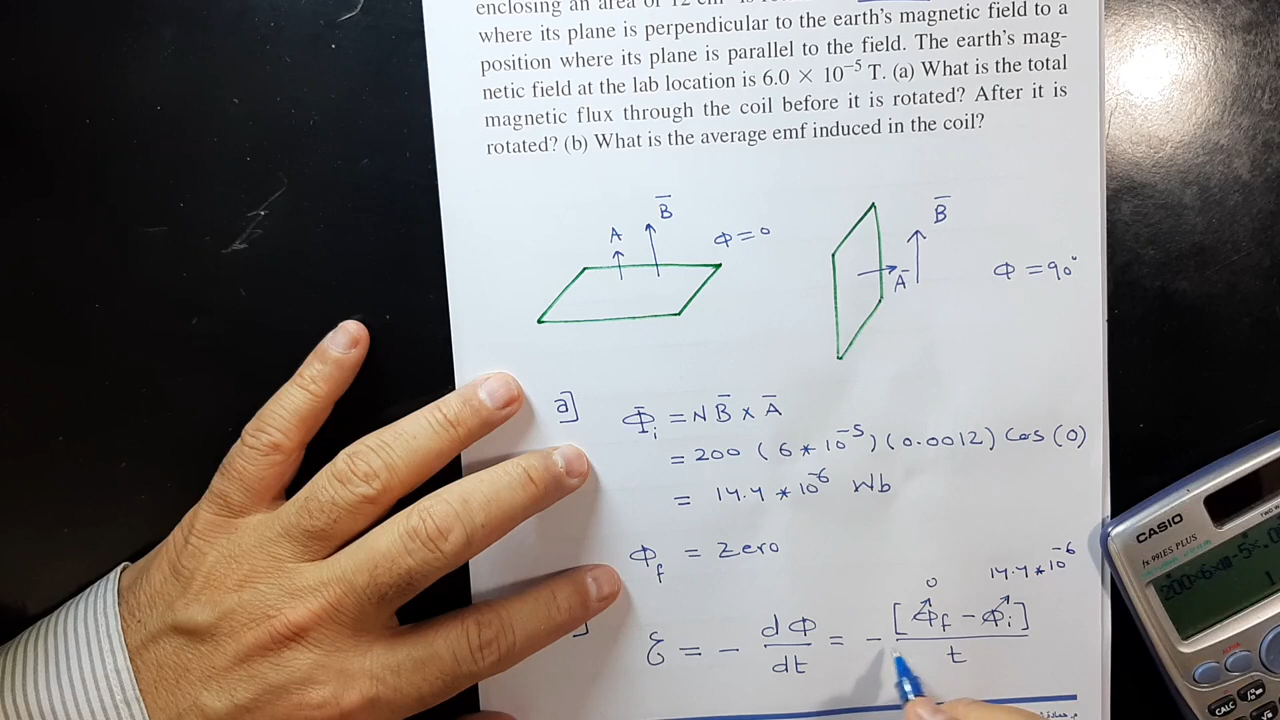 enclosing an area of 12 cm² is
where its plane is perpendicular to the earth's magnetic field to a
position where its plane is parallel to the field. The earth's mag-
netic field at the lab location is 6.0 × 10⁻⁵ T. (a) What is the total
magnetic flux through the coil before it is rotated? After it is
rotated? (b) What is the average emf induced in the coil?
B̄
A
Φ = 0
B̄
Ā
Φ = 90°
a]
Φ̄ᵢ = N B̄ × Ā
= 200 (6 * 10⁻⁵) (0.0012) Cos (0)
= 14.4 * 10⁻⁶ Wb
Φf = Zero
0
14.4 * 10⁻⁶
]
Ɛ = - dΦ/dt = - [Φf - Φᵢ]/t
CASIO
fx-991ES PLUS
TWO W
ALPHA
CALC